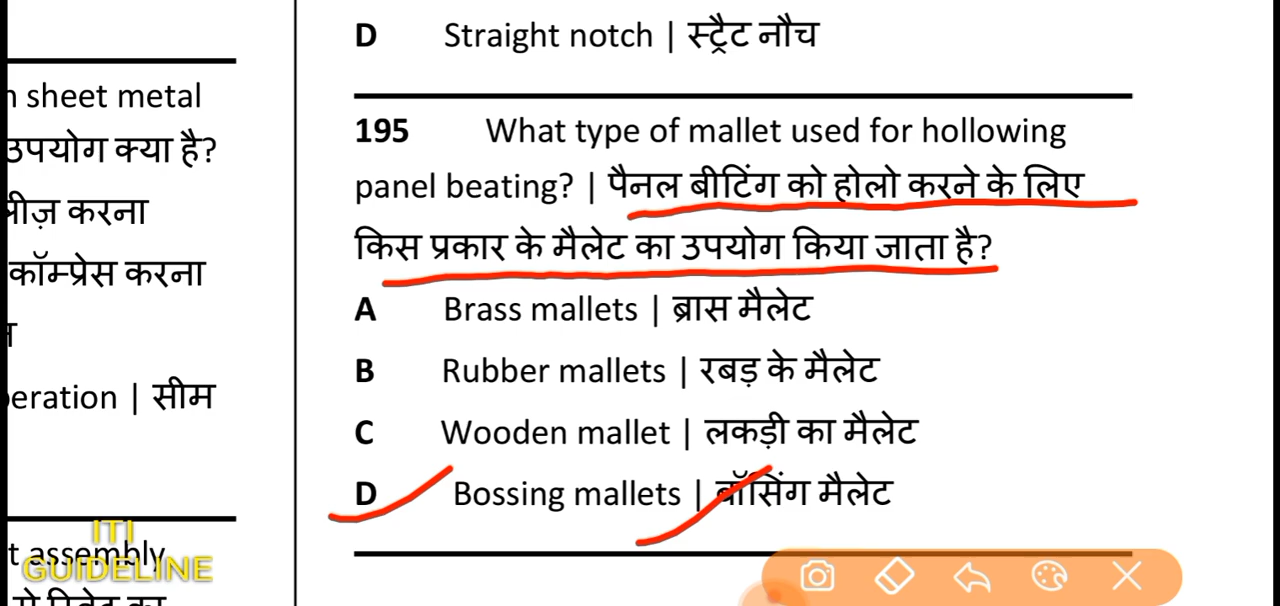 D Straight notch | स्ट्रैट नौच
sheet metal
उपयोग क्या है?
करना
कॉम्प्रेस करना
| सीम
195 What type of mallet used for hollowing
panel beating? | पैनल बीटिंग को होलो करने के लिए
किस प्रकार के मैलेट का उपयोग किया जाता है?
A Brass mallets | ब्रास मैलेट
B Rubber mallets | रबड़ के मैलेट
C Wooden mallet | लकड़ी का मैलेट
D Bossing mallets | बॉसिंग मैलेट
assembly
ITI
GUIDELINE